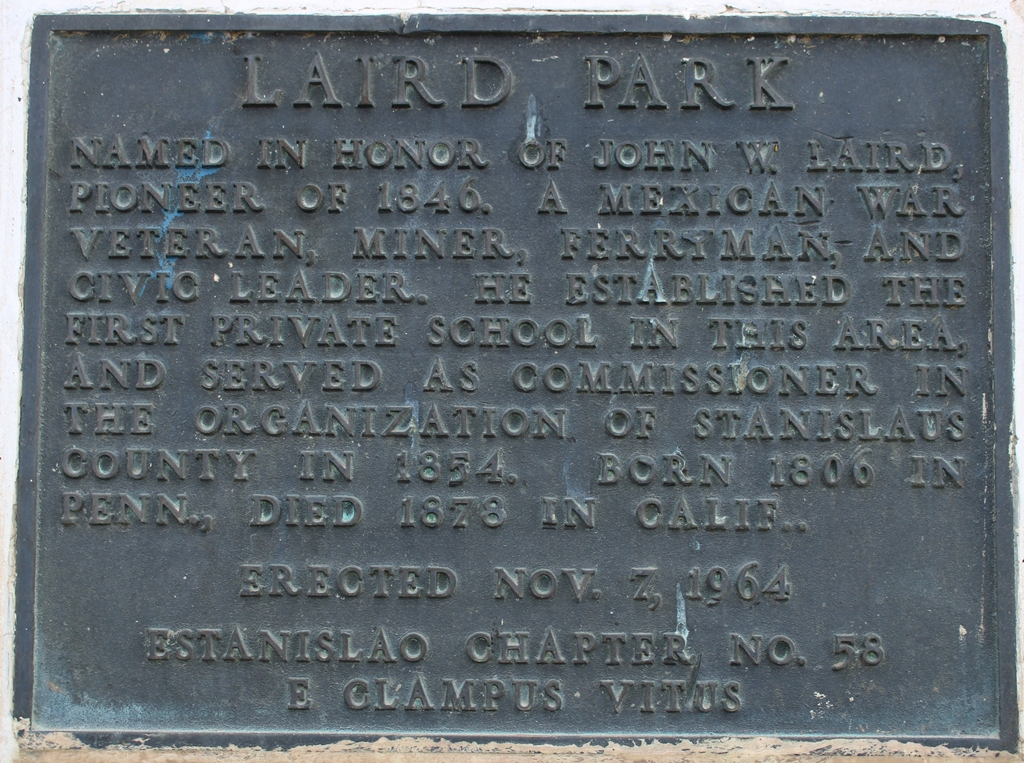 LAIRD PARK
NAMED IN HONOR OF JOHN W. LAIRD,
PIONEER OF 1846. A MEXICAN WAR
VETERAN, MINER, FERRYMAN, AND
CIVIC LEADER. HE ESTABLISHED THE
FIRST PRIVATE SCHOOL IN THIS AREA,
AND SERVED AS COMMISSIONER IN
THE ORGANIZATION OF STANISLAUS
COUNTY IN 1854. BORN 1806 IN
PENN., DIED 1878 IN CALIF..
ERECTED NOV. 7, 1964
ESTANISLAO CHAPTER, NO. 58
E CLAMPUS VITUS